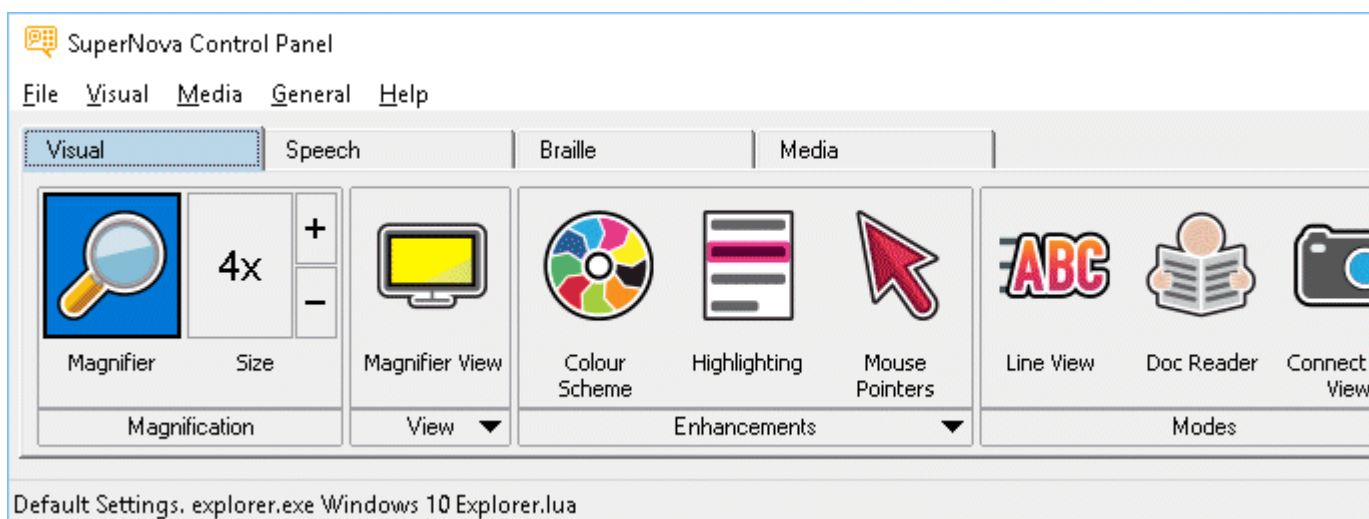 SuperNova Control Panel
File Visual Media General Help
Visual Speech Braille Media
4x + −
ABC
Magnifier Size Magnifier View Colour Scheme Highlighting Mouse Pointers Line View Doc Reader Connect View
Magnification View Enhancements Modes
Default Settings. explorer.exe Windows 10 Explorer.lua